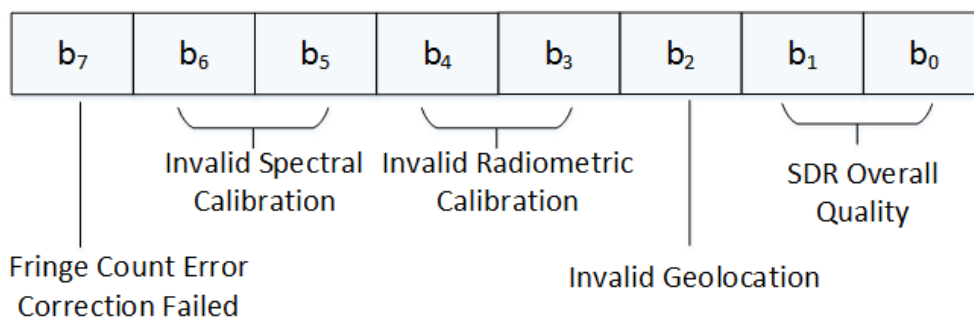 b₇ b₆ b₅ b₄ b₃ b₂ b₁ b₀
Invalid Spectral
Calibration
Invalid Radiometric
Calibration
SDR Overall
Quality
Fringe Count Error
Correction Failed
Invalid Geolocation